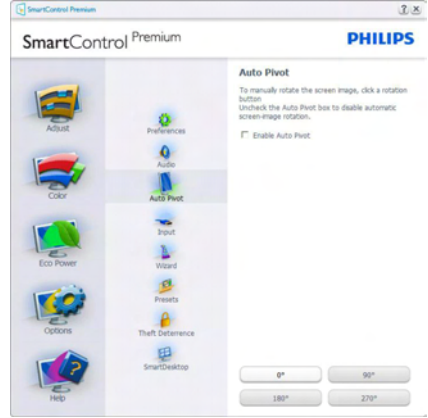 SmartControl Premium
SmartControl Premium
PHILIPS
Adjust
Color
Eco Power
Options
Help
Preferences
Audio
Auto Pivot
Input
Wizard
Presets
Theft Deterrence
SmartDesktop
Auto Pivot
To manually rotate the screen image, click a rotation
button
Uncheck the Auto Pivot box to disable automatic
screen-image rotation.
Enable Auto Pivot
0°
90°
180°
270°